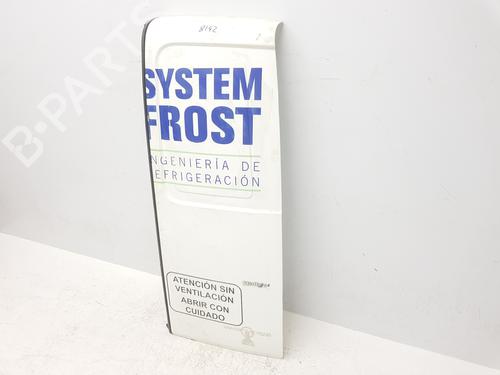 8142
SYSTEM
FROST
INGENIERÍA DE
REFRIGERACIÓN
ATENCIÓN SIN
VENTILACIÓN
ABRIR CON
CUIDADO
B-PARTS